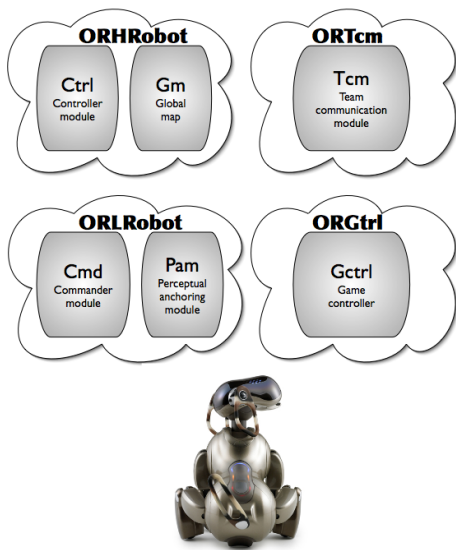 ORHRobot
Ctrl
Controller
module
Gm
Global
map
ORTcm
Tcm
Team
communication
module
ORLRobot
Cmd
Commander
module
Pam
Perceptual
anchoring
module
ORGtrl
Gctrl
Game
controller